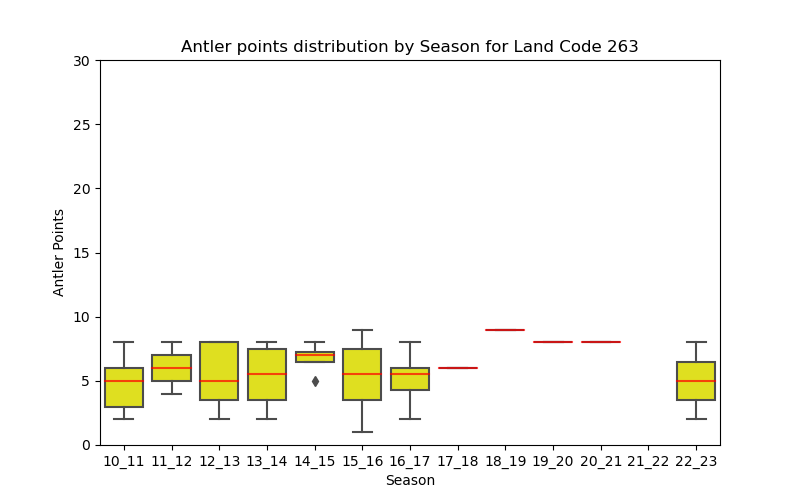 Antler points distribution by Season for Land Code 263
30
25
20
15
10
5
0
Antler Points
10_11 11_12 12_13 13_14 14_15 15_16 16_17 17_18 18_19 19_20 20_21 21_22 22_23
Season